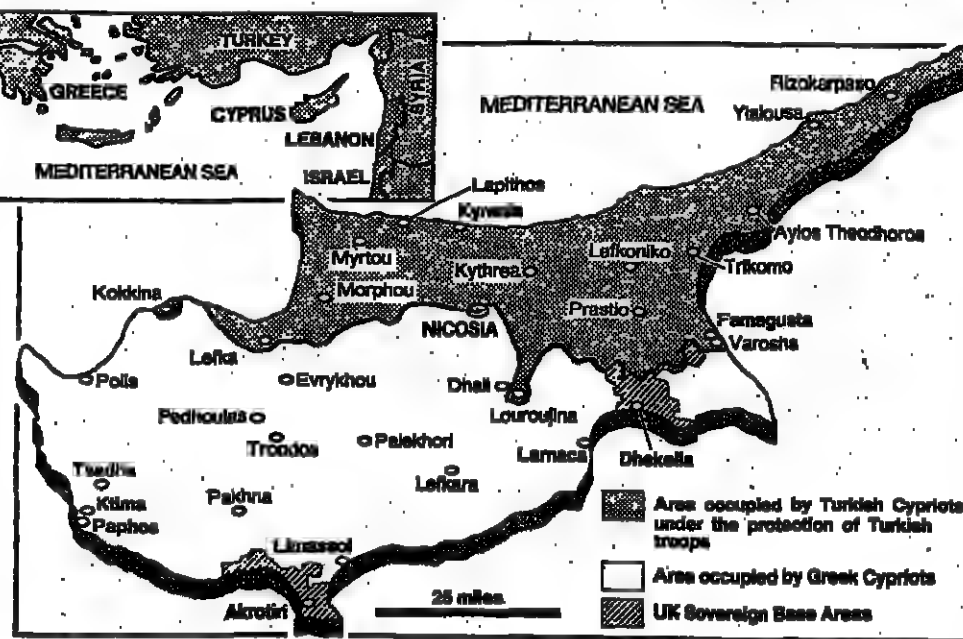 TURKEY
GREECE
CYPRUS
SYRIA
LEBANON
MEDITERRANEAN SEA
ISRAEL
MEDITERRANEAN SEA
Rizokarpaso
Yialousa
Lapithos
Kyrenia
Ayios Theodhoros
Myrtou
Lefkoniko
Kythrea
Trikomo
Morphou
Kokkina
NICOSIA
Prastio
Famagusta
Varosha
Lefka
Polis
Evrykhou
Dhali
Louroujina
Pedhoulas
Troodos
Palekhori
Larnaca
Dhekelia
Tsadha
Lefkara
Ktima
Pakhna
Paphos
Limassol
Akrotiri
25 miles
Area occupied by Turkish Cypriots
under the protection of Turkish
troops
Area occupied by Greek Cypriots
UK Sovereign Base Areas